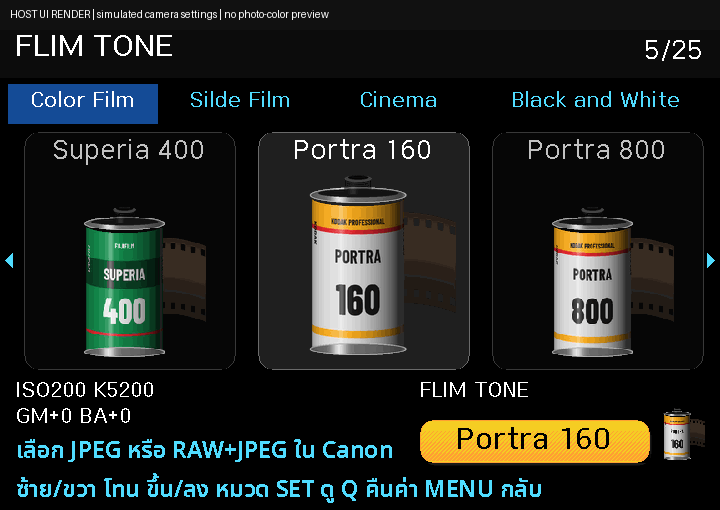 HOST UI RENDER | simulated camera settings | no photo-color preview
FLIM TONE
5/25
Color Film
Silde Film
Cinema
Black and White
Superia 400
Portra 160
Portra 800
FUJIFILM
SUPERIA
400
KODAK PROFESSIONAL
KODAK
PORTRA
160
KODAK PROFESSIONAL
PORTRA
800
ISO200 K5200
GM+0 BA+0
FLIM TONE
Portra 160
160
เลือก JPEG หรือ RAW+JPEG ใน Canon
ซ้าย/ขวา โทน ขึ้น/ลง หมวด SET ดู Q คืนค่า MENU กลับ